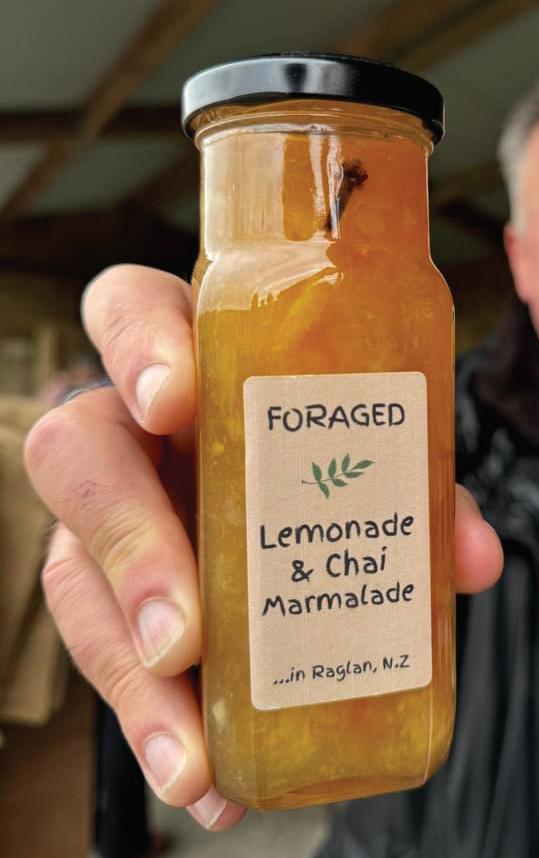 FORAGED
Lemonade
& Chai
Marmalade
...in Raglan, N.Z